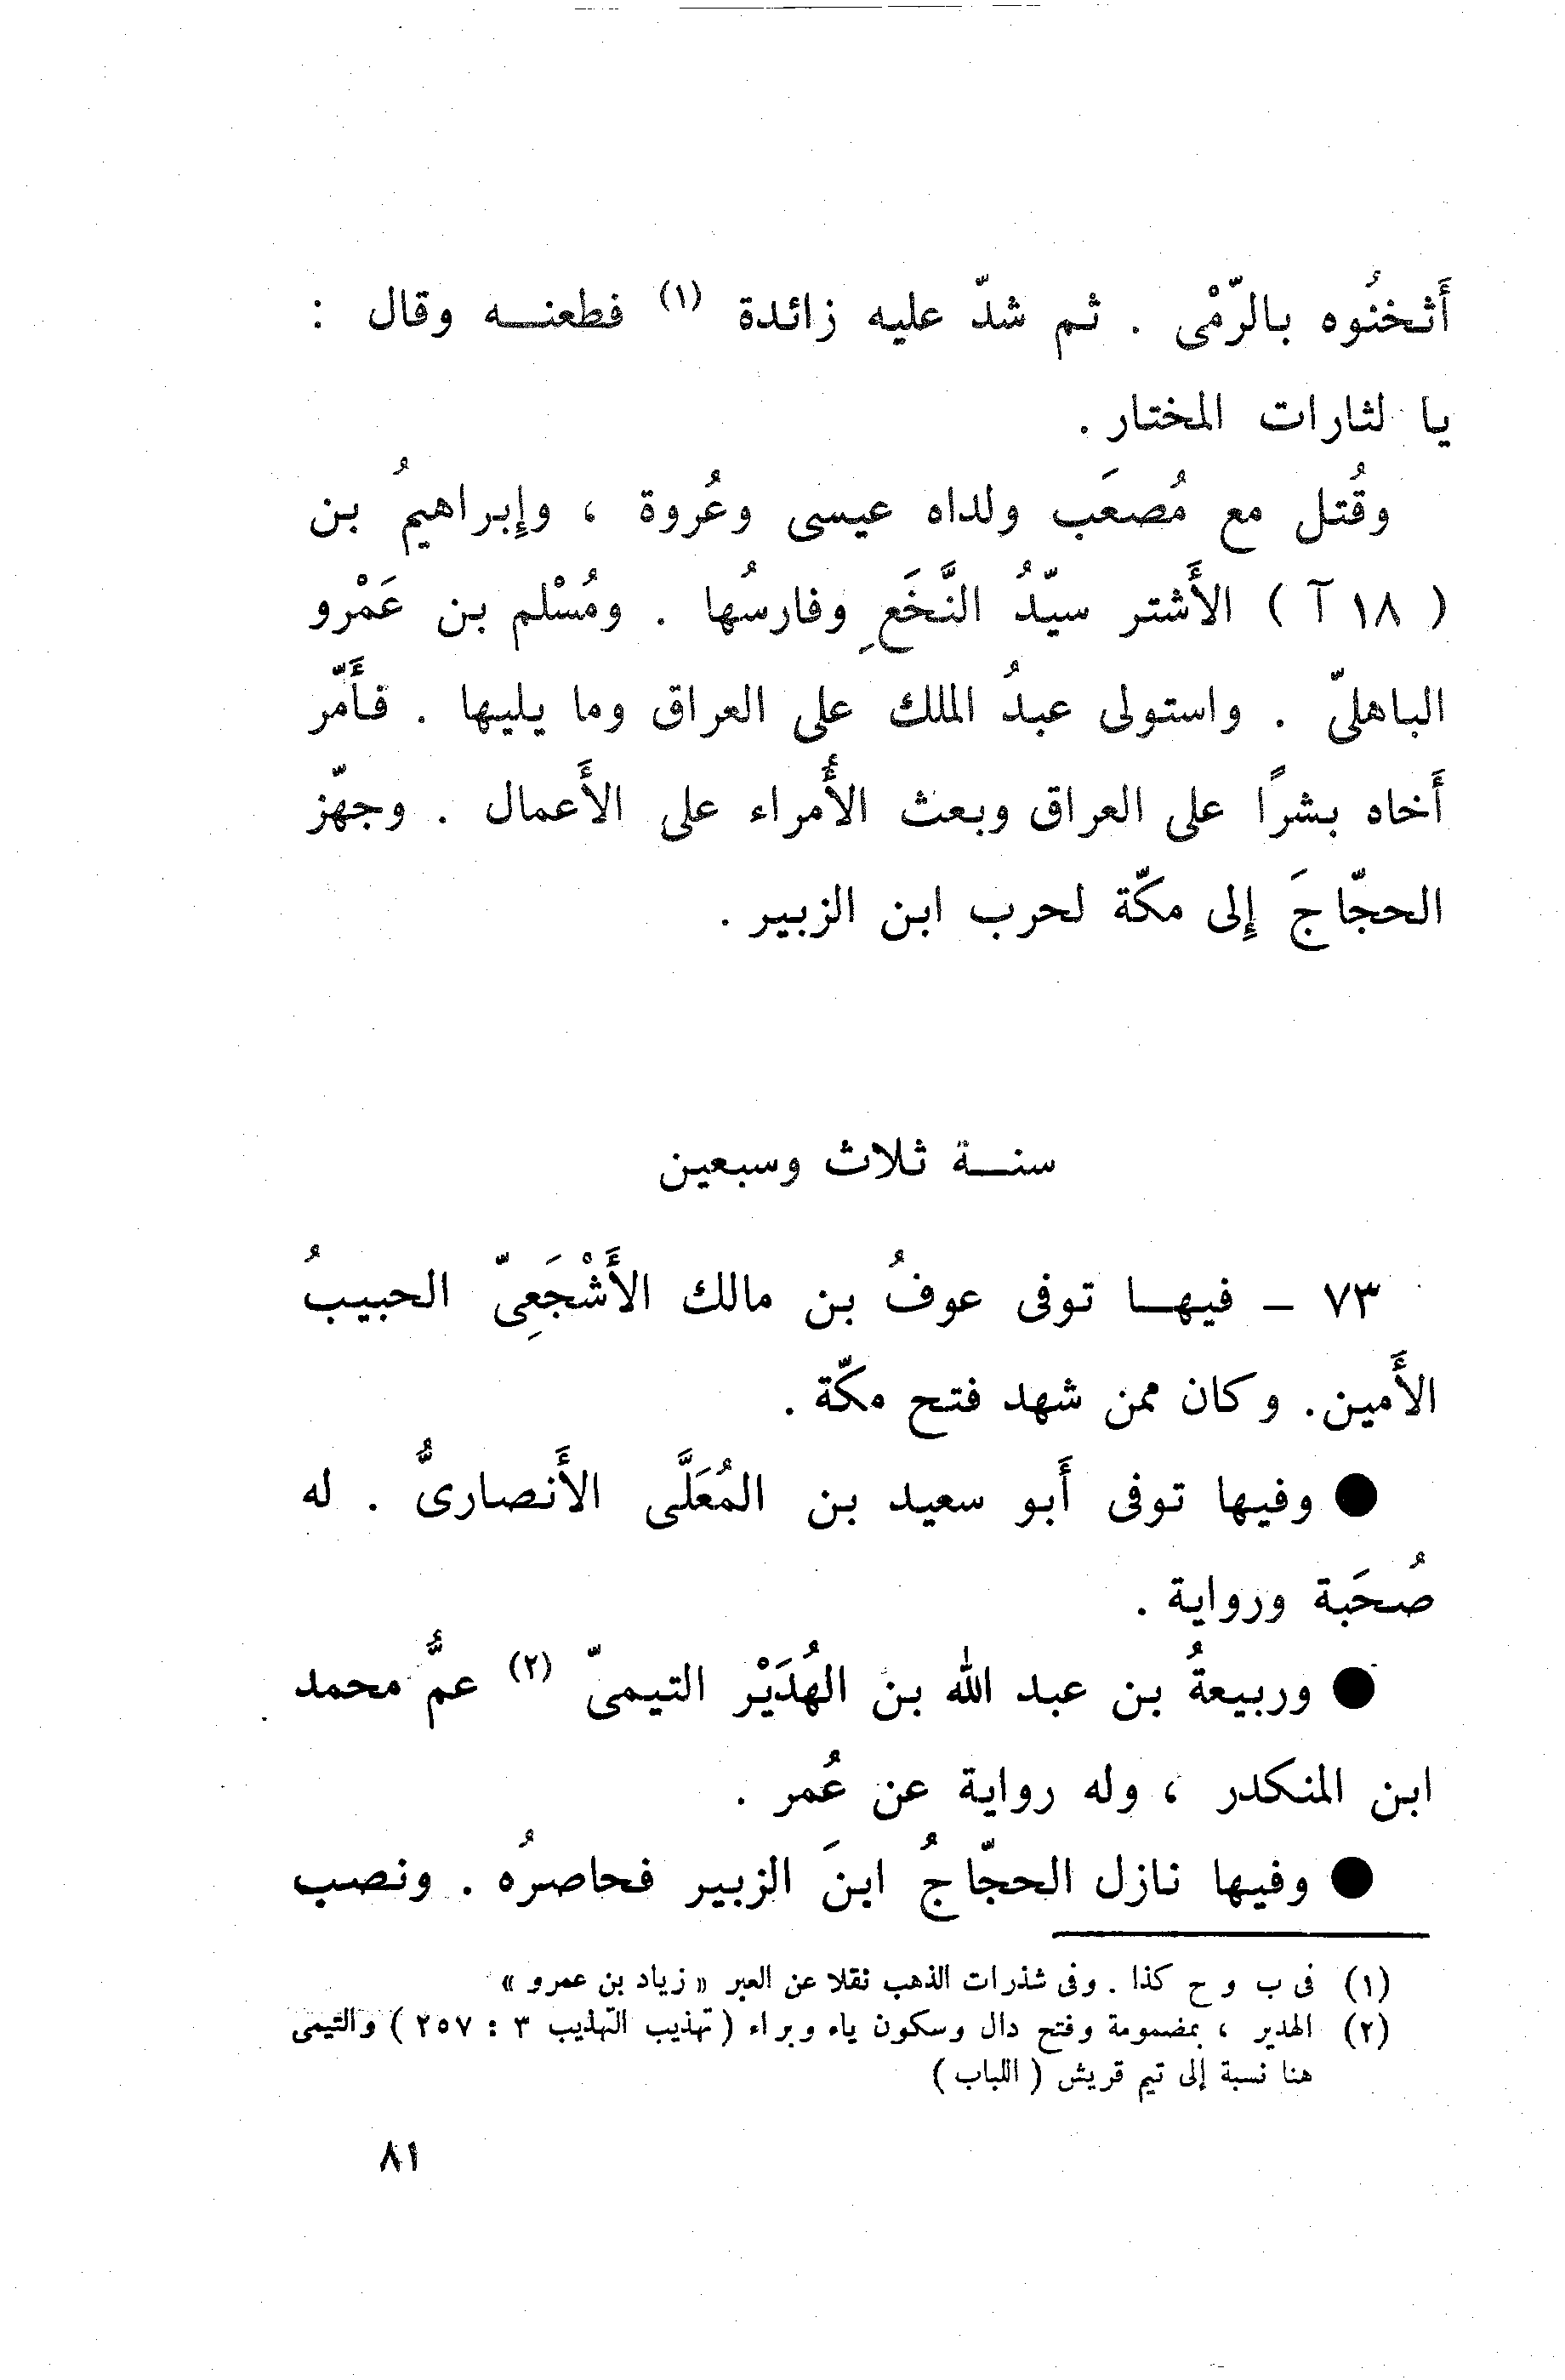 أَثخنُوه بالرّمْى . ثم شدّ عليه زائدة (١) فطعنـــه وقال :
يا لثارات المختار .
وقُتل مع مُصعَب ولداه عيسى وعُروة ، وإبراهيمُ بن
( ١٨ آ ) الأَشتر سيّدُ النَّخَعِ وفارسُها . ومُسْلم بن عَمْرو
الباهلىّ . واستولى عبدُ الملك على العراق وما يليها . فأَمّر
أَخاه بشرًا على العراق وبعث الأُمراء على الأَعمال . وجهّز
الحجّاجَ إلى مكّة لحرب ابن الزبير .
سنـــة ثلاث وسبعين
٧٣ – فيهـــا توفى عوفُ بن مالك الأَشْجَعِىّ الحبيبُ
الأَمين. وكان ممن شهد فتح مكّة .
● وفيها توفى أَبو سعيد بن المُعَلَّى الأَنصارىُّ . له
صُحَبة ورواية .
● وربيعةُ بن عبد الله بن الهُدَيْر التيمىّ (٢) عمُّ محمد
ابن المنكدر ، وله رواية عن عُمر .
● وفيها نازل الحجّاجُ ابنَ الزبير فحاصرُه . ونصب
(١) فى ب و ح كذا . وفى شذرات الذهب نقلا عن العبر « زياد بن عمرو »
(٢) الهدير ، بمضمومة وفتح دال وسكون ياء وبراء ( تهذيب التهذيب ٣ : ٢٥٧ ) والتيمى
هنا نسبة إلى تيم قريش ( اللباب )
٨١